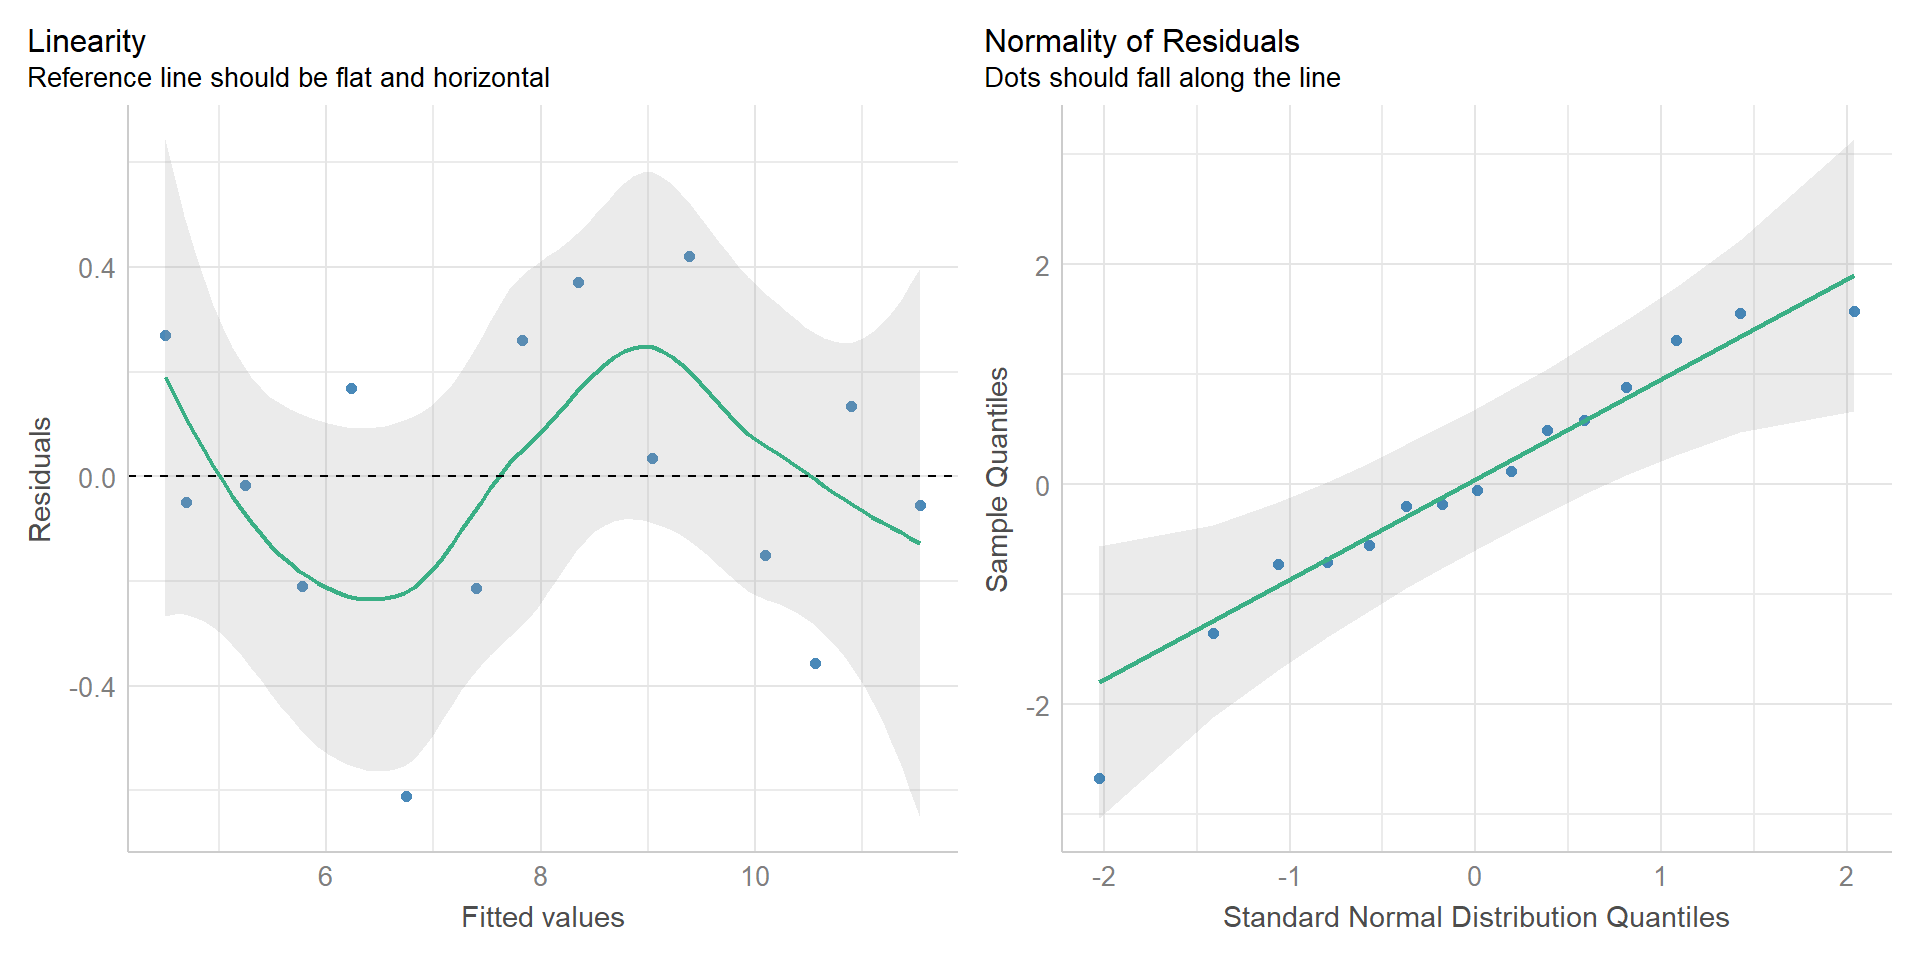 Linearity
Reference line should be flat and horizontal
Residuals
0.4
0.0
-0.4
6
8
10
Fitted values
Normality of Residuals
Dots should fall along the line
Sample Quantiles
2
0
-2
-2
-1
0
1
2
Standard Normal Distribution Quantiles